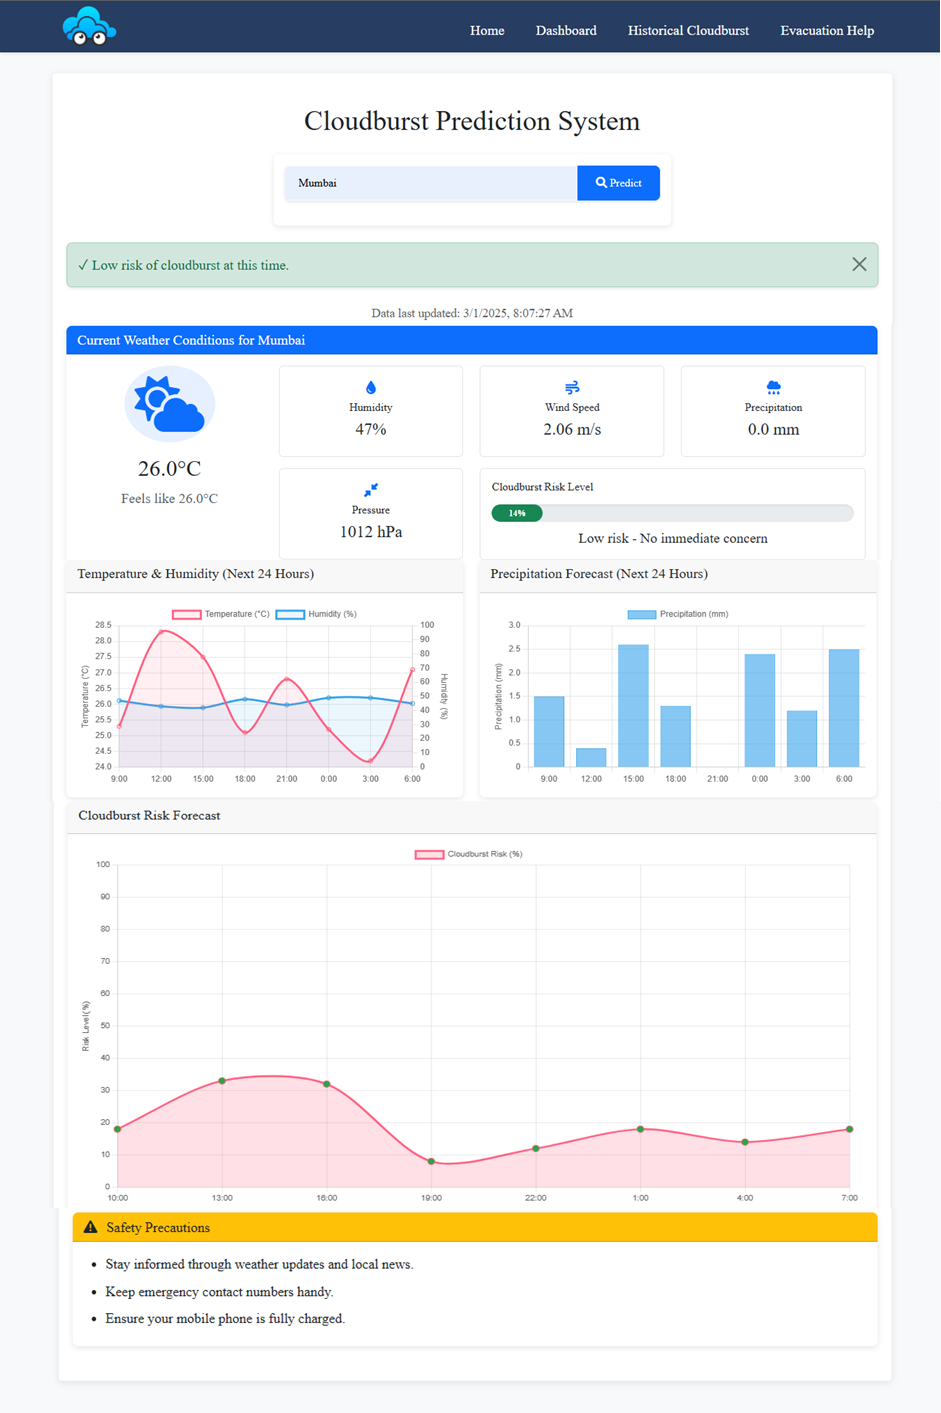 Home Dashboard Historical Cloudburst Evacuation Help
Cloudburst Prediction System
Mumbai Predict
✓ Low risk of cloudburst at this time.
Data last updated: 3/1/2025, 8:07:27 AM
Current Weather Conditions for Mumbai
26.0°C
Feels like 26.0°C
Humidity
47%
Wind Speed
2.06 m/s
Precipitation
0.0 mm
Pressure
1012 hPa
Cloudburst Risk Level
14%
Low risk - No immediate concern
Temperature & Humidity (Next 24 Hours)
Temperature (°C) Humidity (%)
Temperature (°C)
28.5
28.0
27.5
27.0
26.5
26.0
25.5
25.0
24.5
24.0
100
90
80
70
60
50
40
30
20
10
0
Humidity (%)
9:00 12:00 15:00 18:00 21:00 0:00 3:00 6:00
Precipitation Forecast (Next 24 Hours)
Precipitation (mm)
Precipitation (mm)
3.0
2.5
2.0
1.5
1.0
0.5
0
9:00 12:00 15:00 18:00 21:00 0:00 3:00 6:00
Cloudburst Risk Forecast
Cloudburst Risk (%)
Risk Level(%)
100
90
80
70
60
50
40
30
20
10
0
10:00 13:00 16:00 19:00 22:00 1:00 4:00 7:00
Safety Precautions
• Stay informed through weather updates and local news.
• Keep emergency contact numbers handy.
• Ensure your mobile phone is fully charged.